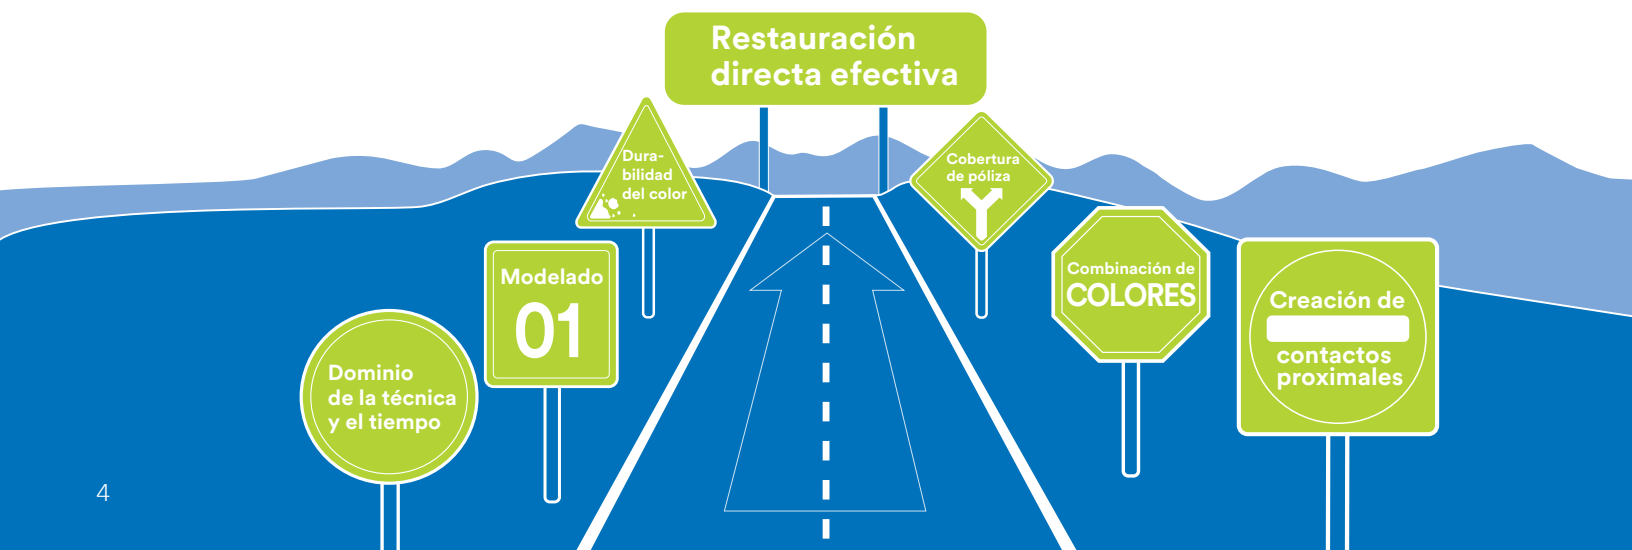 Restauración
directa efectiva
Dura-
bilidad
del color
Cobertura
de póliza
Modelado
01
Combinación de
COLORES
Creación de
contactos
proximales
Dominio
de la técnica
y el tiempo
4